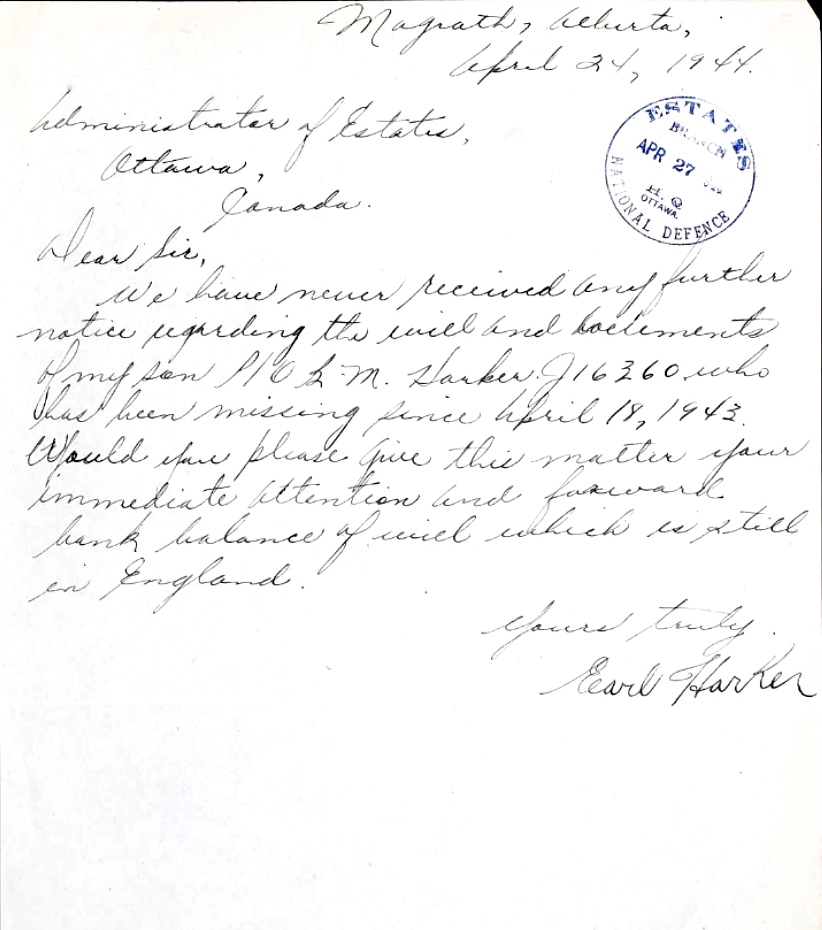 Magrath, Alberta,
April 24, 1944.
Administrator of Estates,
Ottawa,
Canada.
ESTATES
BRANCH
APR 27
H. Q.
OTTAWA.
NATIONAL DEFENCE
Dear Sir,
We have never received any further
notice regarding the will and documents
of my son P/O L M. Harker J16360 who
has been missing since April 18, 1943.
Would you please give this matter your
immediate attention and forward
bank balance of will which is still
in England.
Yours truly.
Earl Harker